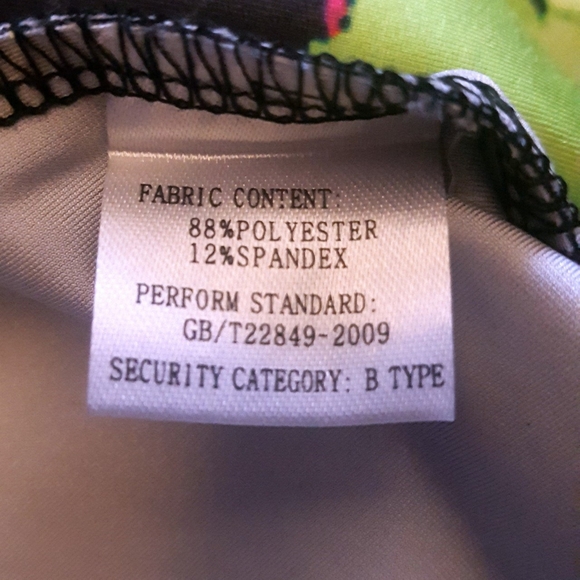 FABRIC CONTENT:
88%POLYESTER
12%SPANDEX
PERFORM STANDARD:
GB/T22849-2009
SECURITY CATEGORY: B TYPE